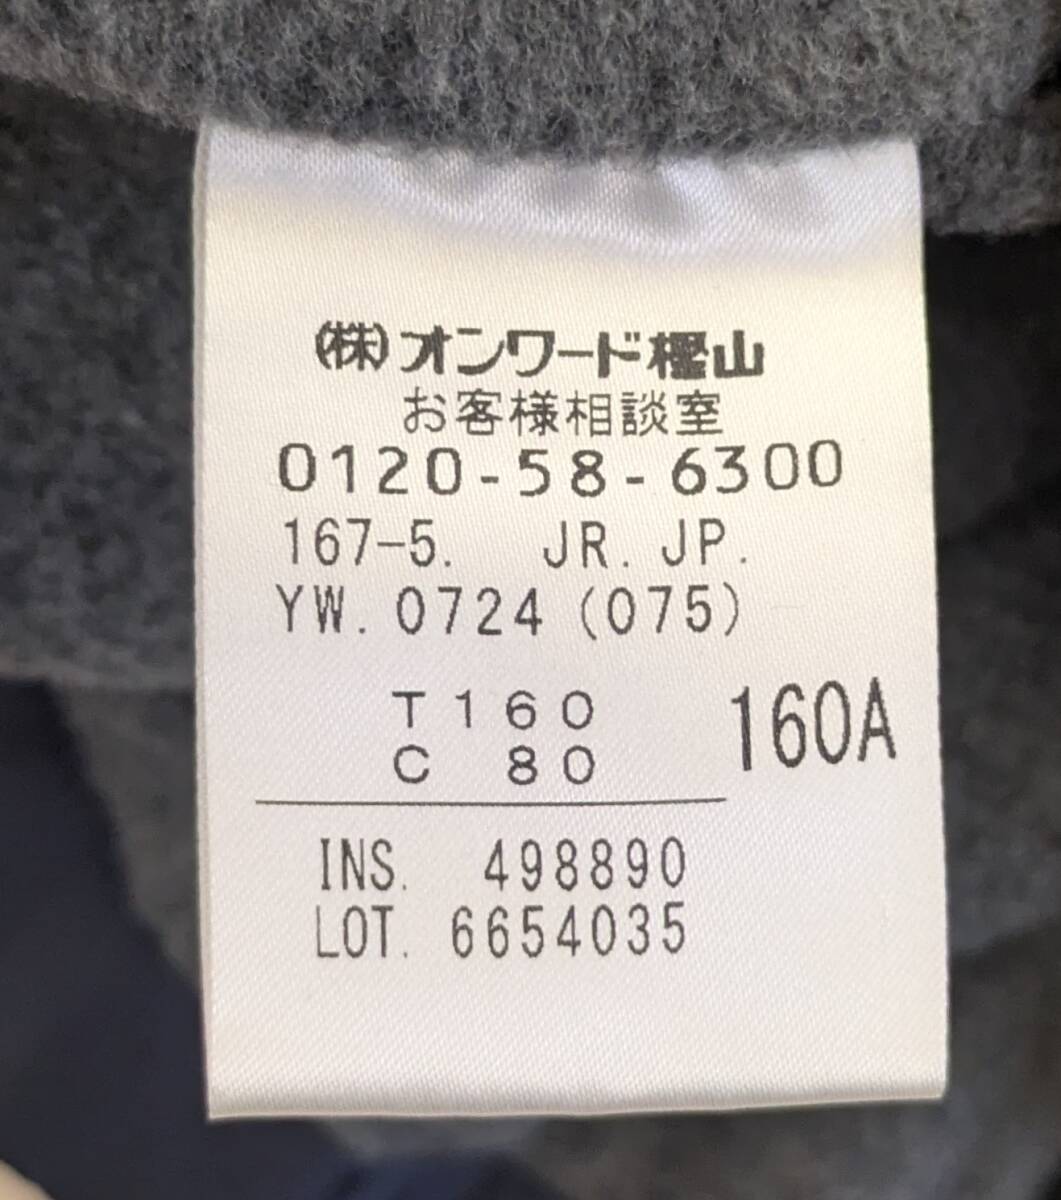 (株)オンワード樫山
お客様相談室
0120-58-6300
167-5. JR. JP.
YW. 0724 (075)
T160
C 80
160A
INS. 498890
LOT. 6654035